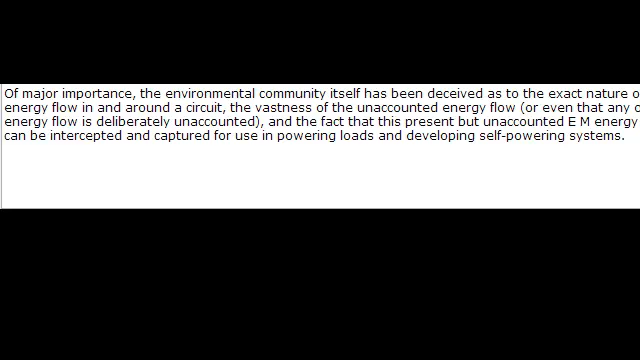 Of major importance, the environmental community itself has been deceived as to the exact nature o
energy flow in and around a circuit, the vastness of the unaccounted energy flow (or even that any o
energy flow is deliberately unaccounted), and the fact that this present but unaccounted E M energy
can be intercepted and captured for use in powering loads and developing self-powering systems.